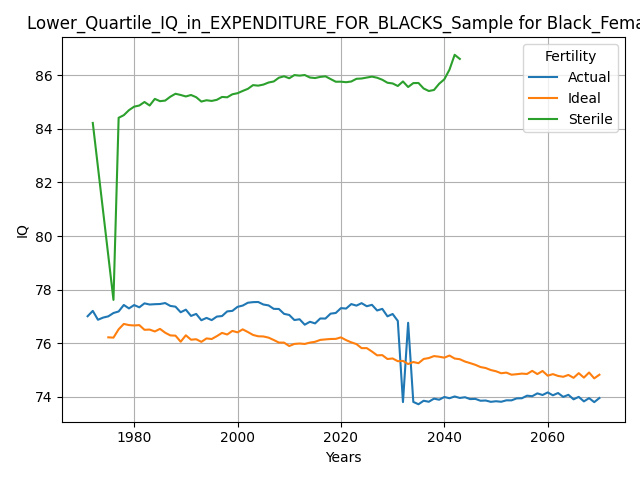 Lower_Quartile_IQ_in_EXPENDITURE_FOR_BLACKS_Sample for Black_Fema
Fertility
Actual
Ideal
Sterile
86
84
82
80
78
76
74
IQ
1980
2000
2020
2040
2060
Years